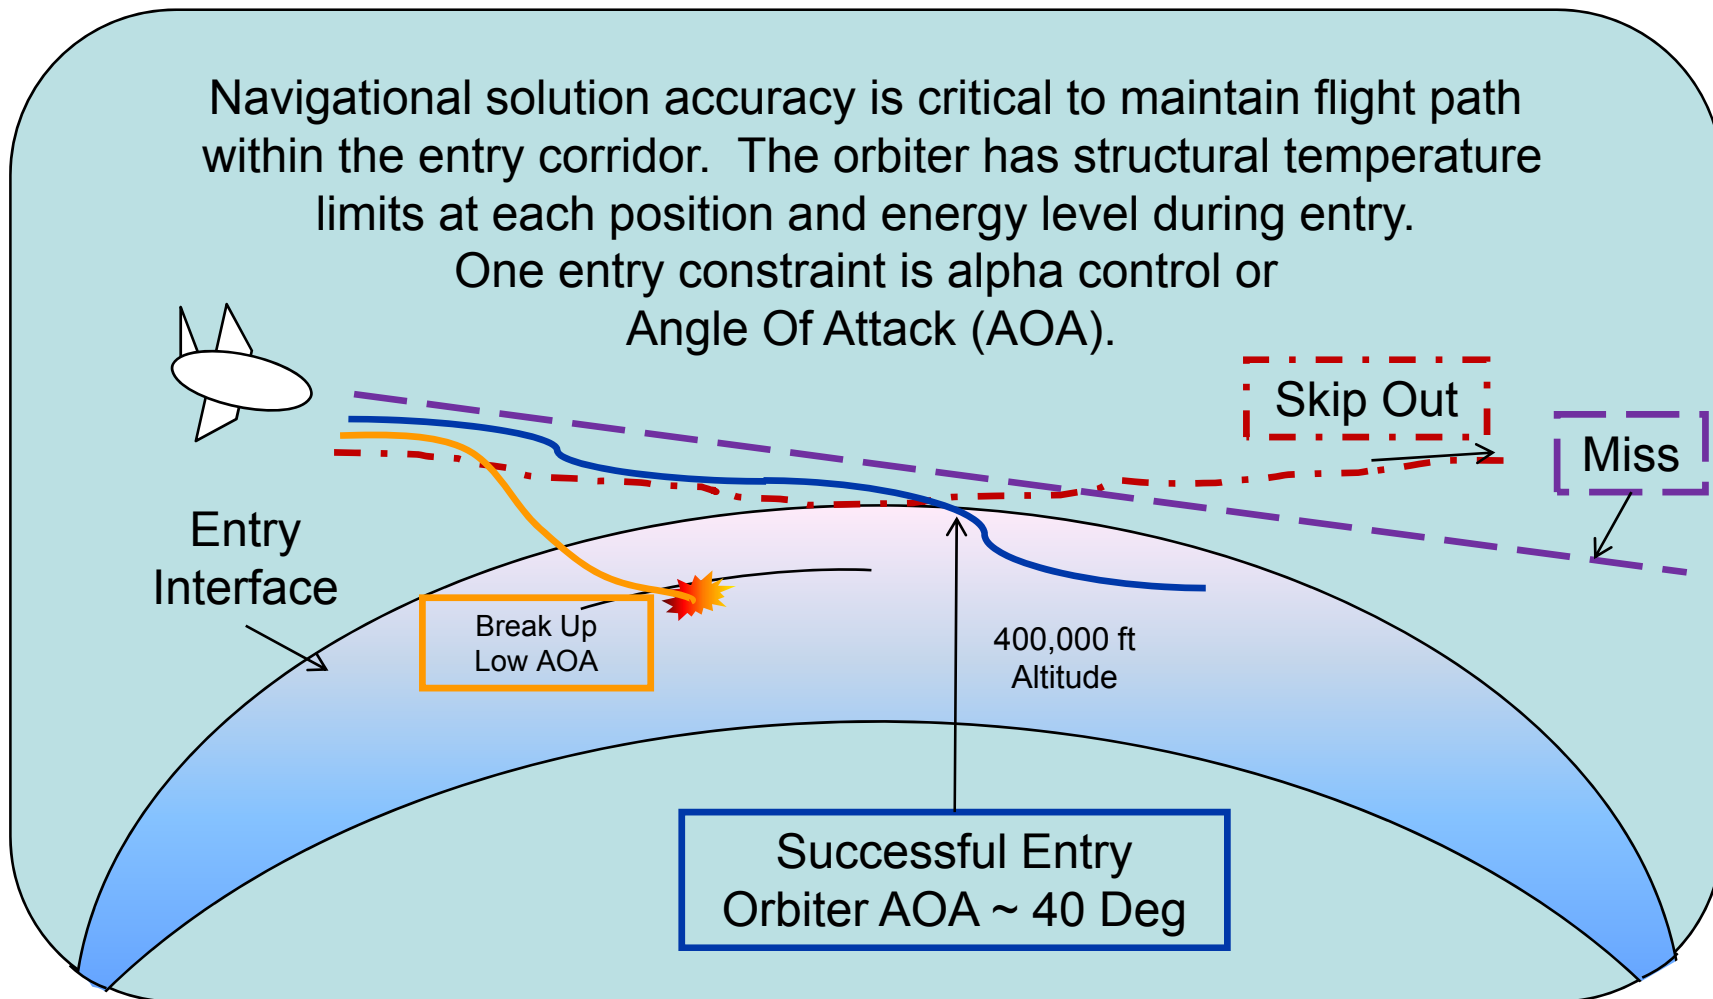 Navigational solution accuracy is critical to maintain flight path
within the entry corridor.  The orbiter has structural temperature
limits at each position and energy level during entry.
One entry constraint is alpha control or
Angle Of Attack (AOA).
Skip Out
Miss
Entry
Interface
Break Up
Low AOA
400,000 ft
Altitude
Successful Entry
Orbiter AOA ~ 40 Deg